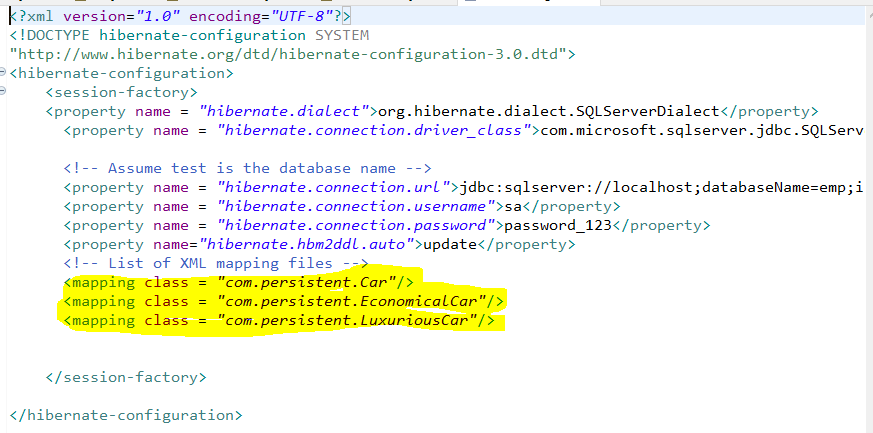 <?xml version="1.0" encoding="UTF-8"?>
<!DOCTYPE hibernate-configuration SYSTEM
"http://www.hibernate.org/dtd/hibernate-configuration-3.0.dtd">
<hibernate-configuration>
<session-factory>
<property name = "hibernate.dialect">org.hibernate.dialect.SQLServerDialect</property>
<property name = "hibernate.connection.driver_class">com.microsoft.sqlserver.jdbc.SQLServ
<!-- Assume test is the database name -->
<property name = "hibernate.connection.url">jdbc:sqlserver://localhost;databaseName=emp;i
<property name = "hibernate.connection.username">sa</property>
<property name = "hibernate.connection.password">password_123</property>
<property name="hibernate.hbm2ddl.auto">update</property>
<!-- List of XML mapping files -->
<mapping class = "com.persistent.Car"/>
<mapping class = "com.persistent.EconomicalCar"/>
<mapping class = "com.persistent.LuxuriousCar"/>
</session-factory>
</hibernate-configuration>